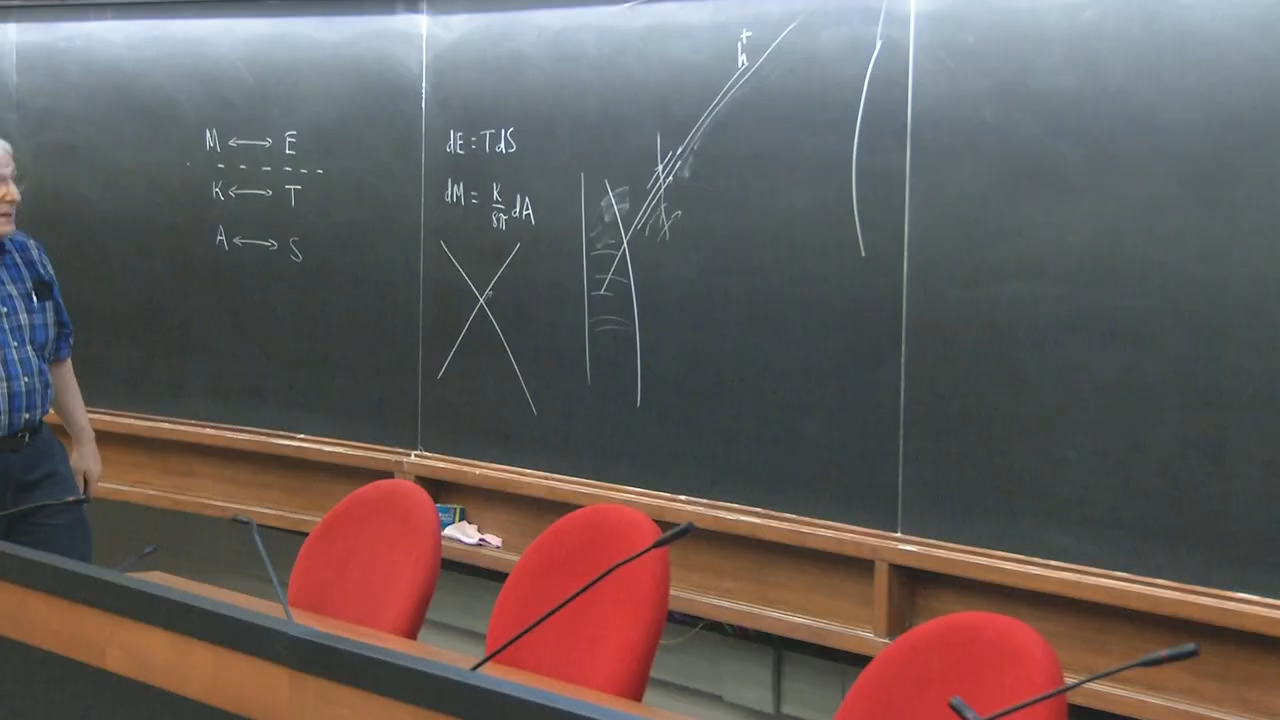 M ⟷ E
K ⟷ T
A ⟷ S
dE = TdS
dM = K/8π dA
h⁺